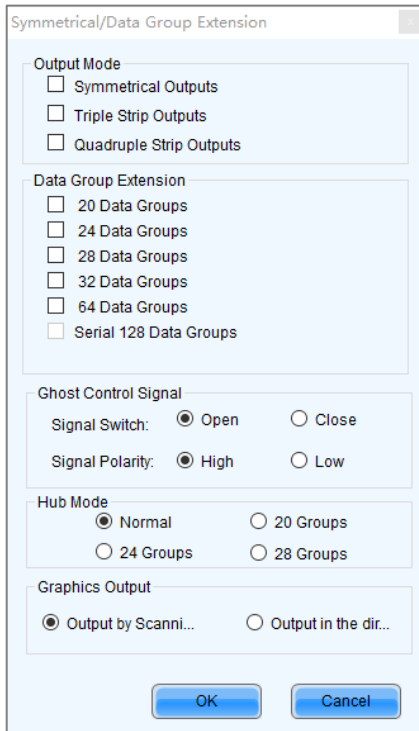 Symmetrical/Data Group Extension
Output Mode
Symmetrical Outputs
Triple Strip Outputs
Quadruple Strip Outputs
Data Group Extension
20 Data Groups
24 Data Groups
28 Data Groups
32 Data Groups
64 Data Groups
Serial 128 Data Groups
Ghost Control Signal
Signal Switch: Open Close
Signal Polarity: High Low
Hub Mode
Normal 20 Groups
24 Groups 28 Groups
Graphics Output
Output by Scanni... Output in the dir...
OK Cancel